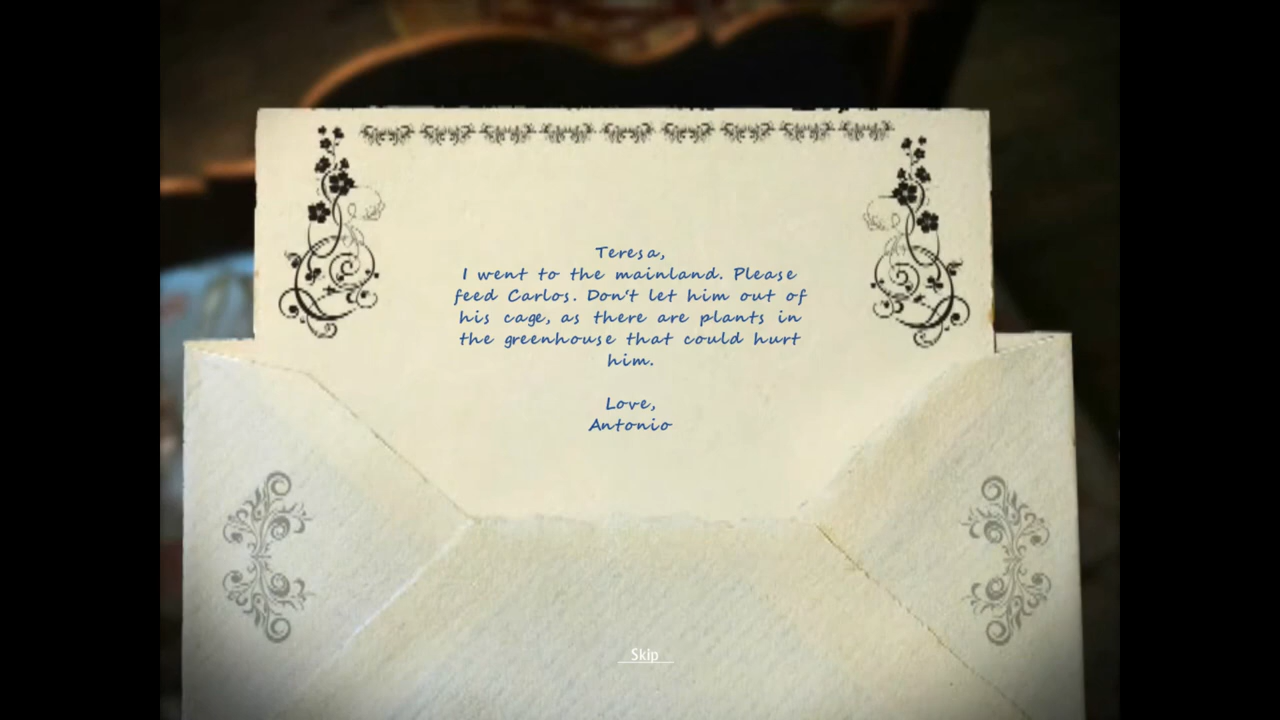 Teresa,
I went to the mainland. Please
feed Carlos. Don't let him out of
his cage, as there are plants in
the greenhouse that could hurt
him.
Love,
Antonio
Skip